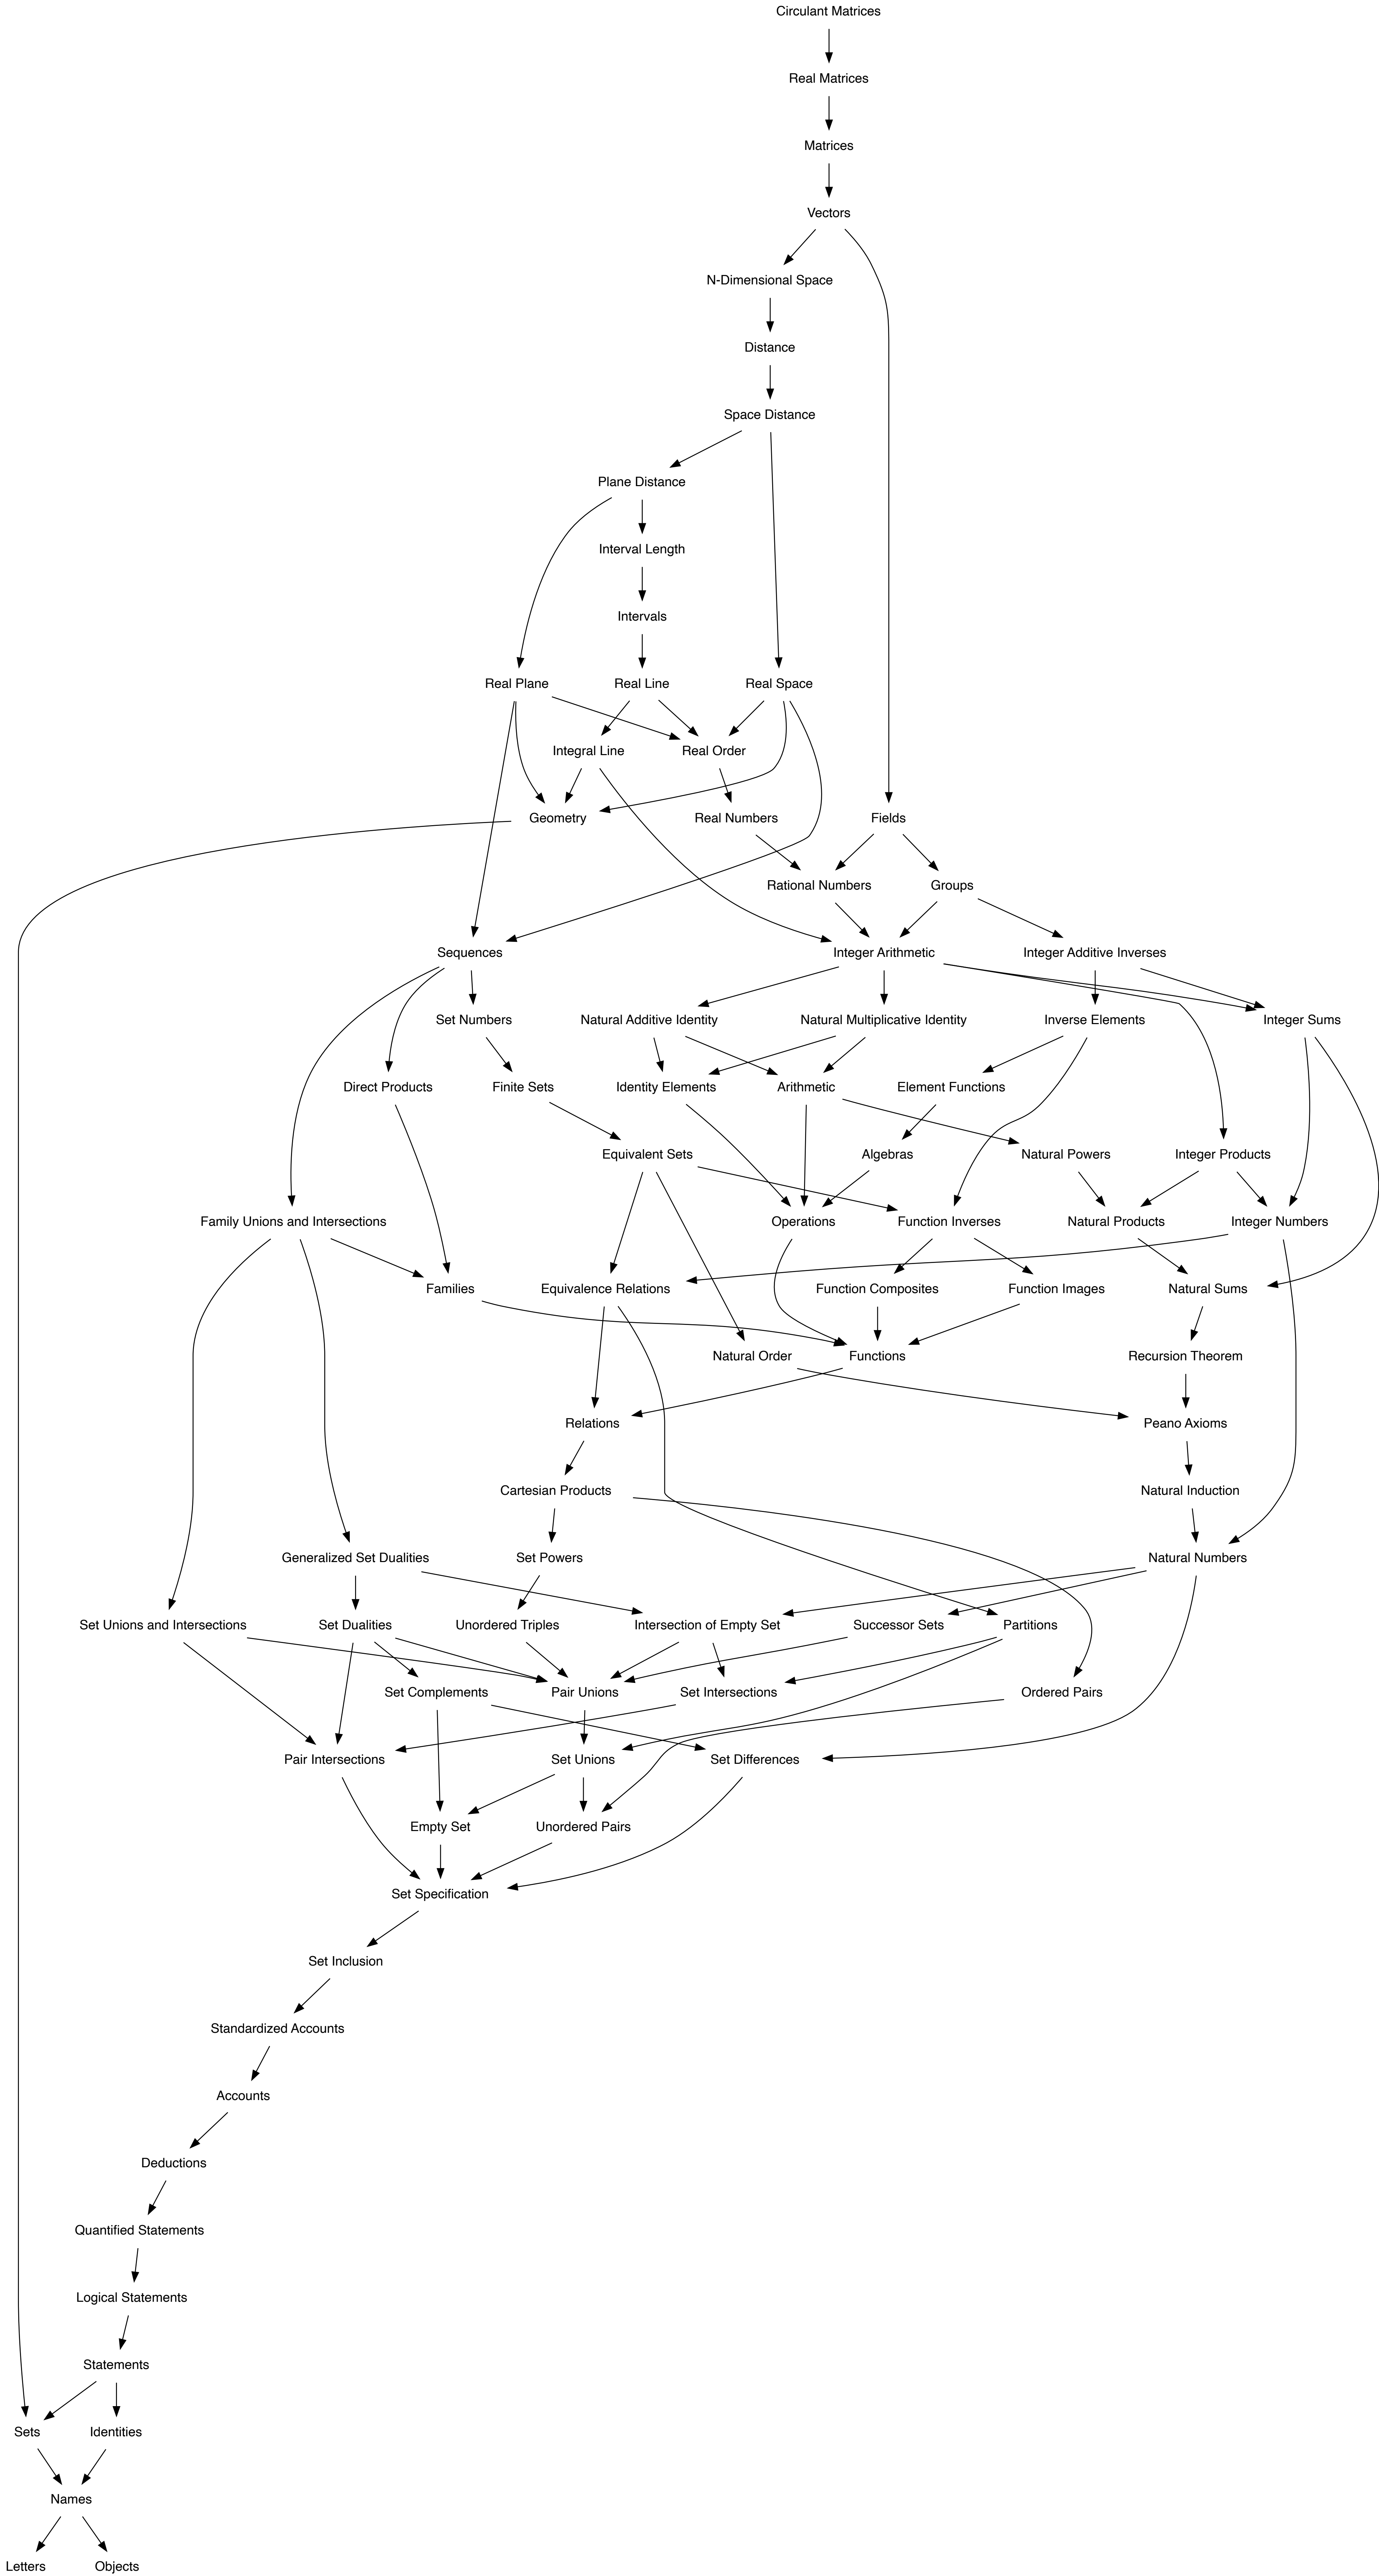 Circulant Matrices
Real Matrices
Matrices
Vectors
N-Dimensional Space
Distance
Space Distance
Plane Distance
Interval Length
Intervals
Real Plane
Real Line
Real Space
Integral Line
Real Order
Geometry
Real Numbers
Fields
Rational Numbers
Groups
Sequences
Integer Arithmetic
Integer Additive Inverses
Set Numbers
Natural Additive Identity
Natural Multiplicative Identity
Inverse Elements
Integer Sums
Direct Products
Finite Sets
Identity Elements
Arithmetic
Element Functions
Equivalent Sets
Algebras
Natural Powers
Integer Products
Family Unions and Intersections
Operations
Function Inverses
Natural Products
Integer Numbers
Families
Equivalence Relations
Function Composites
Function Images
Natural Sums
Natural Order
Functions
Recursion Theorem
Relations
Peano Axioms
Cartesian Products
Natural Induction
Generalized Set Dualities
Set Powers
Natural Numbers
Set Unions and Intersections
Set Dualities
Unordered Triples
Intersection of Empty Set
Successor Sets
Partitions
Set Complements
Pair Unions
Set Intersections
Ordered Pairs
Pair Intersections
Set Unions
Set Differences
Empty Set
Unordered Pairs
Set Specification
Set Inclusion
Standardized Accounts
Accounts
Deductions
Quantified Statements
Logical Statements
Statements
Sets
Identities
Names
Letters
Objects